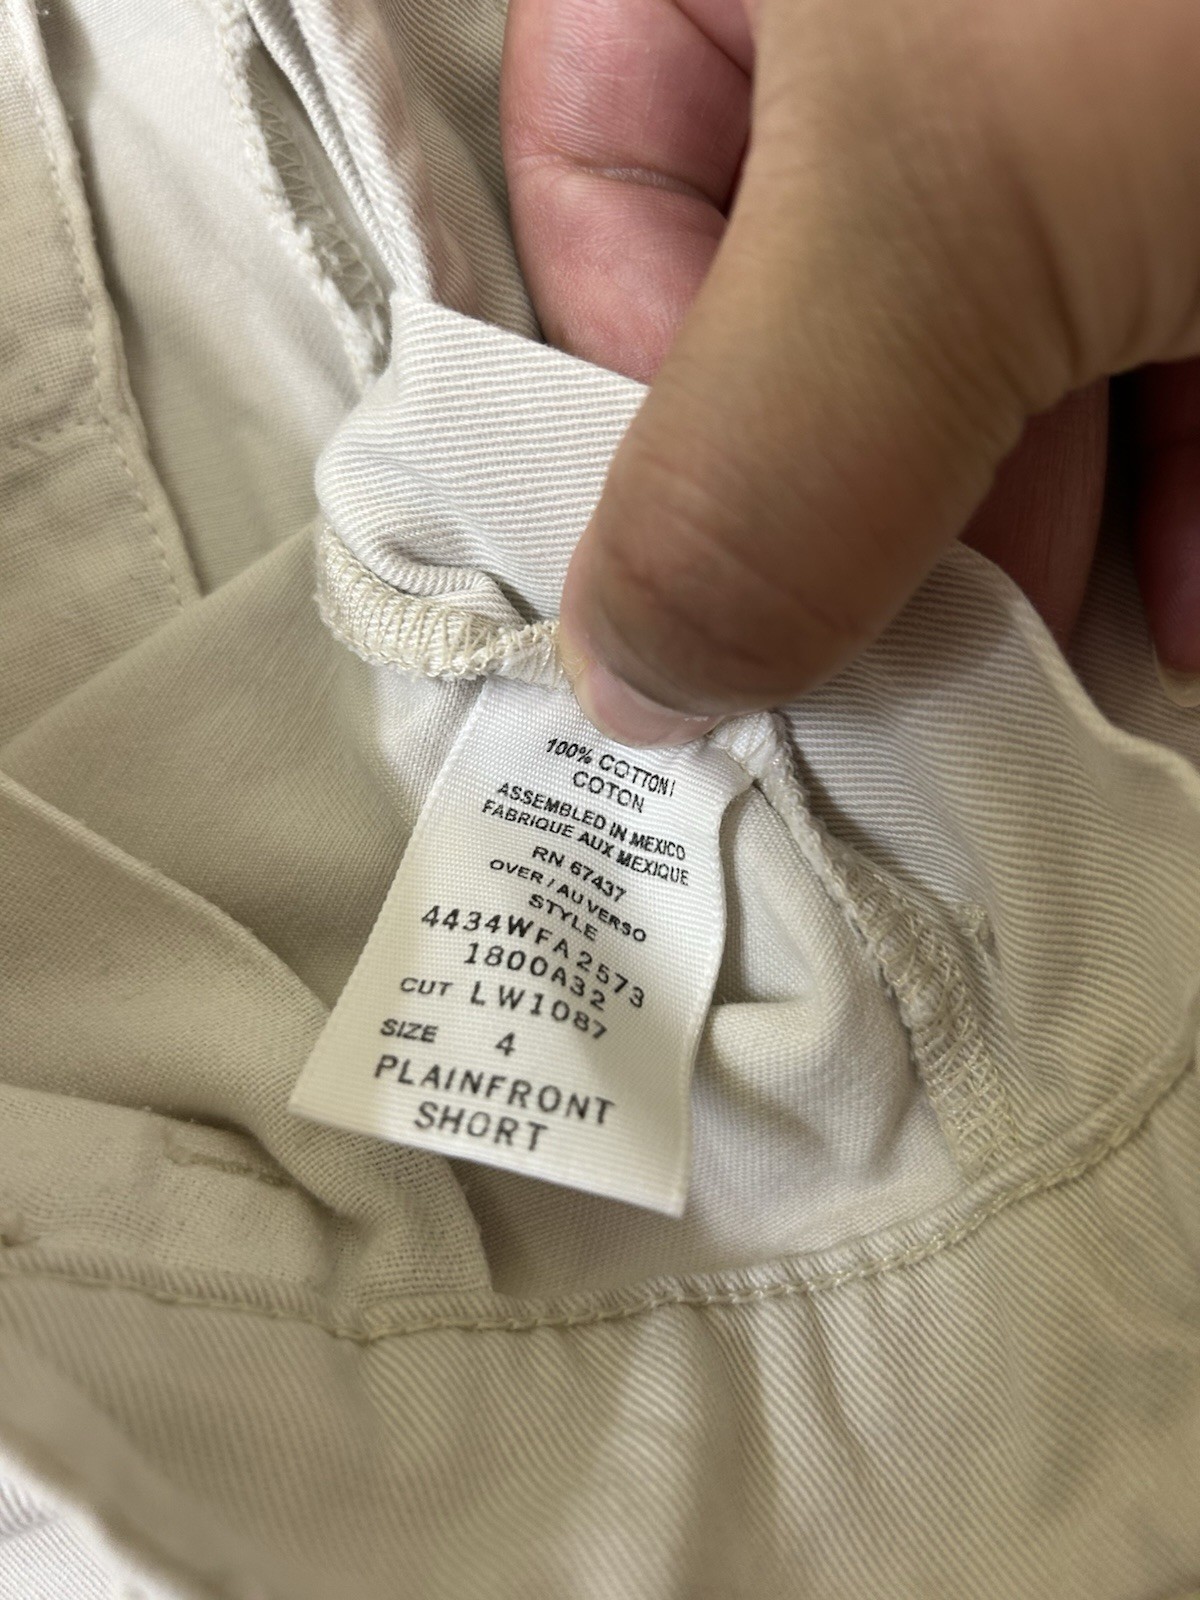 100% COTTON/
COTON
ASSEMBLED IN MEXICO
FABRIQUE AUX MEXIQUE
RN 67437
OVER / AU VERSO
STYLE
4434WFA2573
1800A32
CUT LW1087
SIZE 4
PLAINFRONT
SHORT